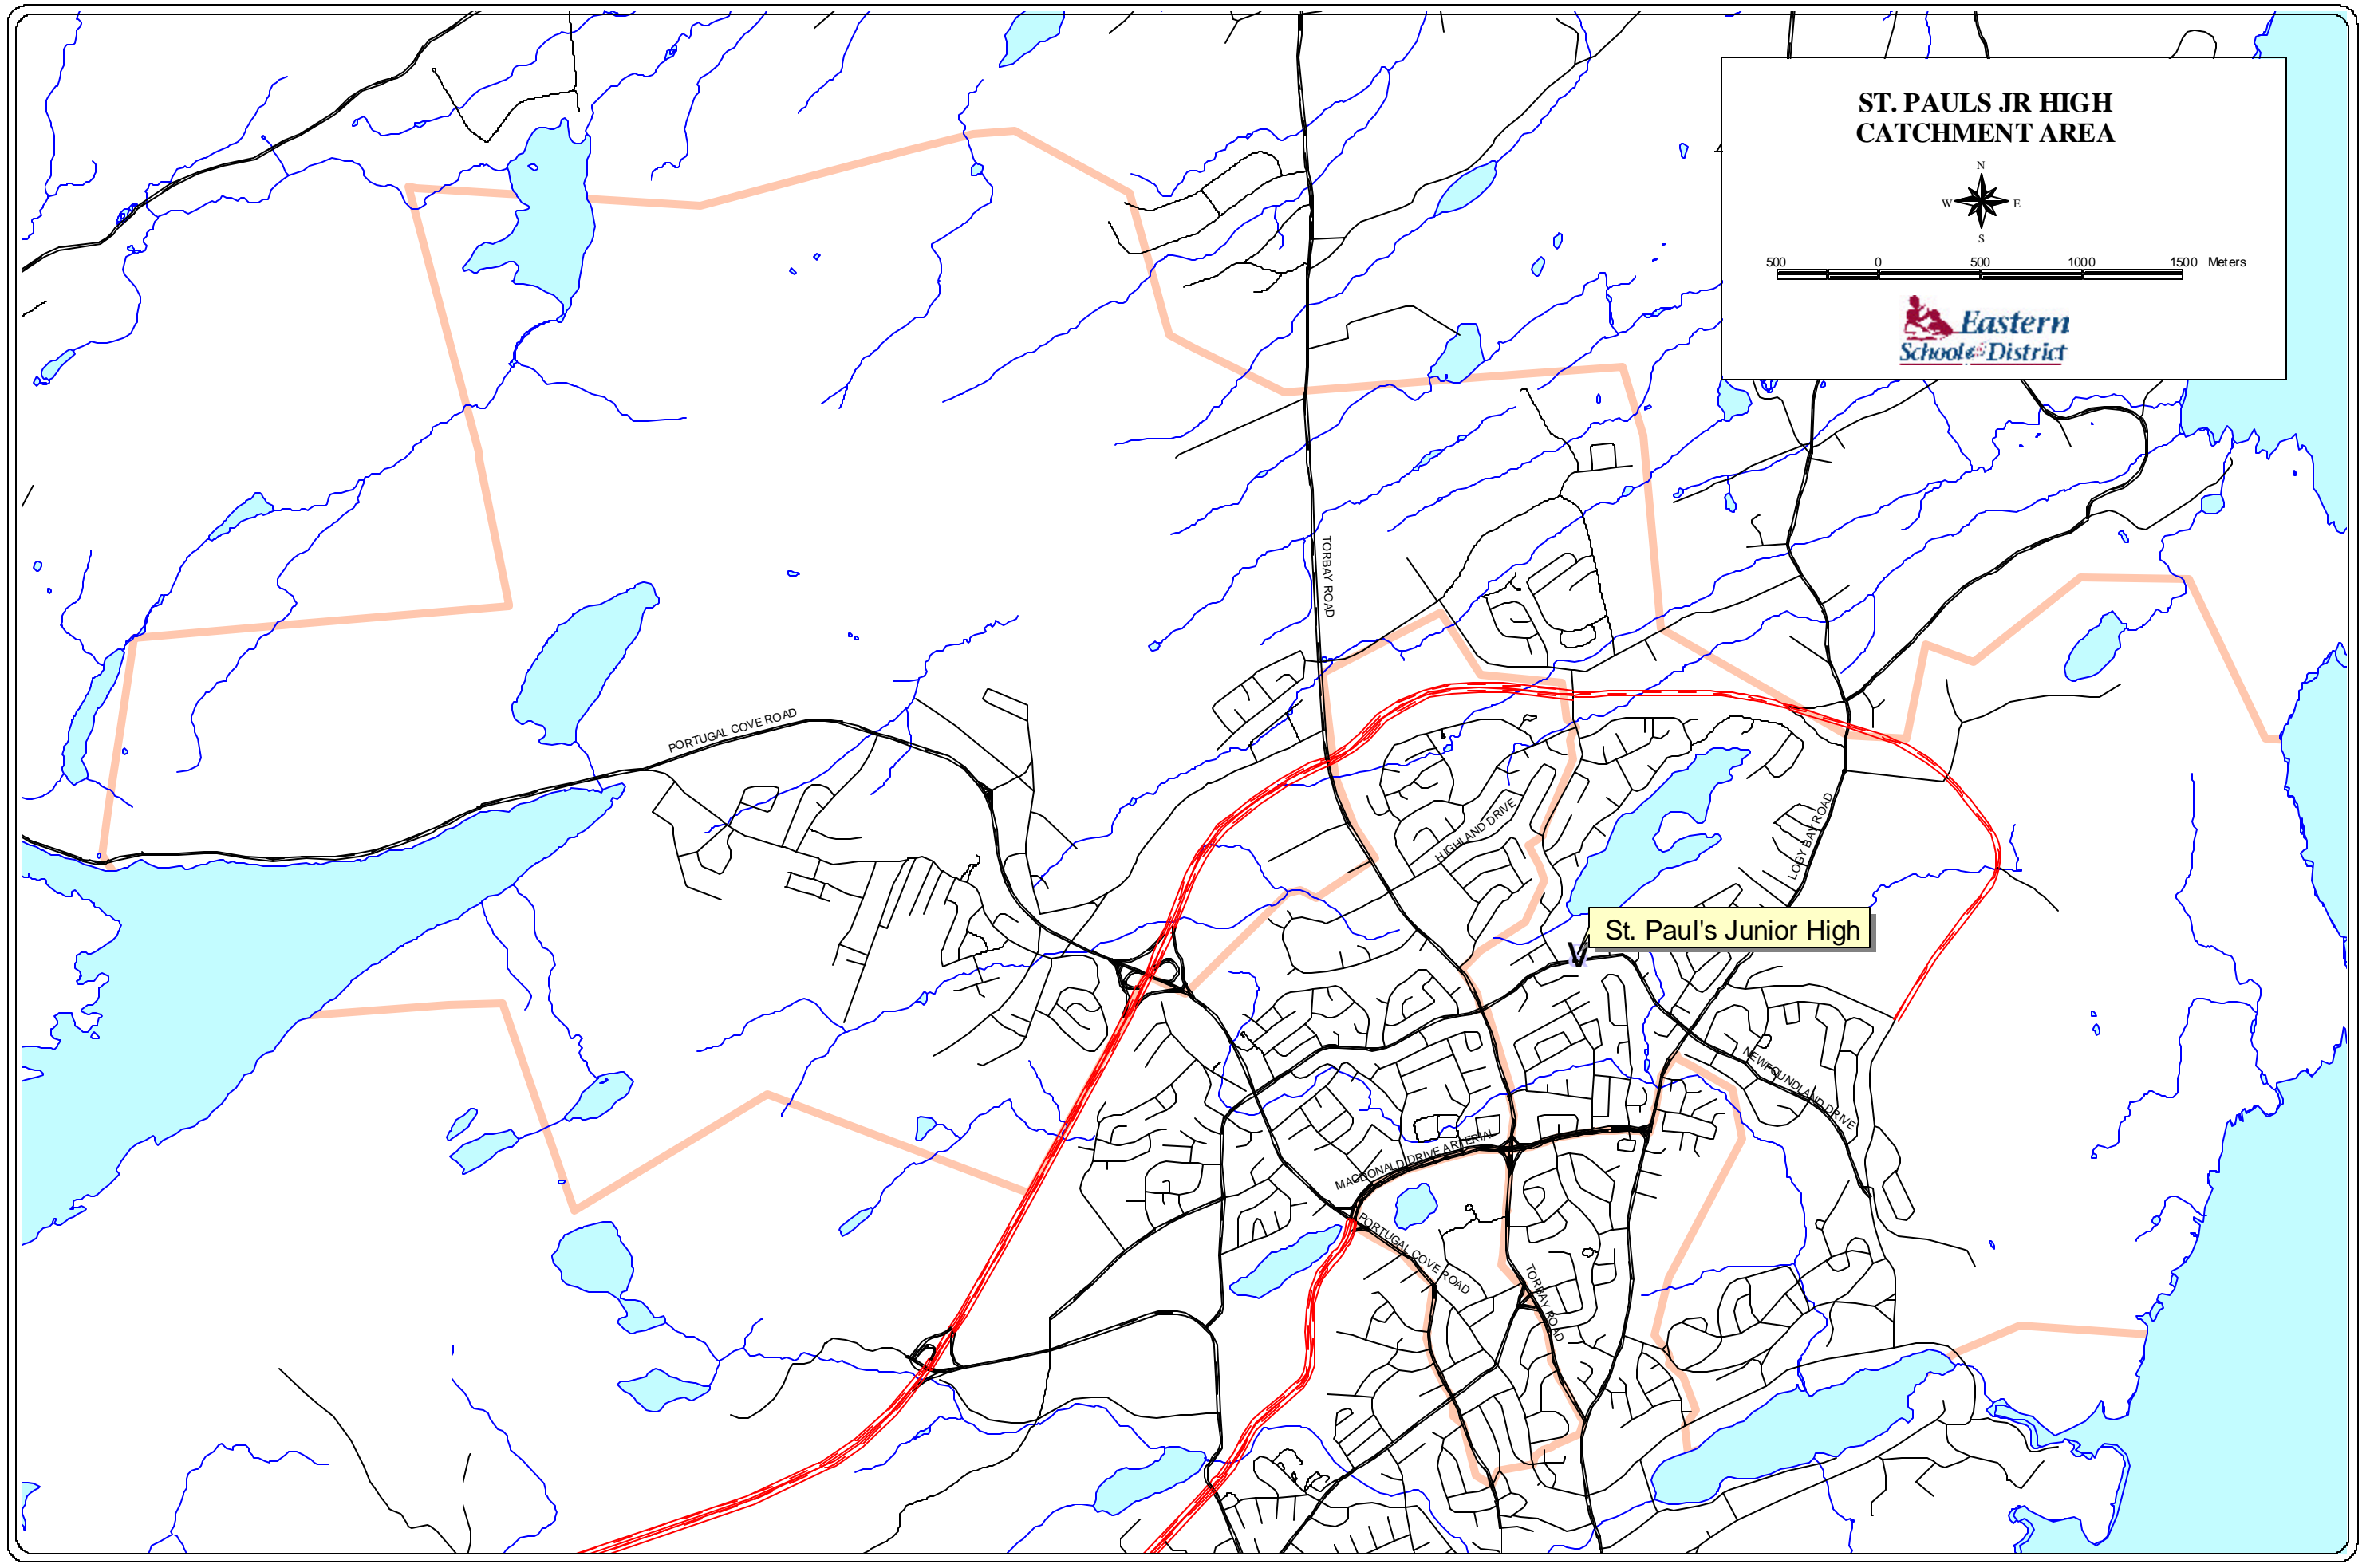 ST. PAULS JR HIGH
CATCHMENT AREA
N
W E
S
500 0 500 1000 1500 Meters
Eastern
School District
TORBAY ROAD
PORTUGAL COVE ROAD
HIGHLAND DRIVE
LOGY BAY ROAD
St. Paul's Junior High
NEWFOUNDLAND DRIVE
MACDONALD DRIVE ARTERIAL
PORTUGAL COVE ROAD
TORBAY ROAD